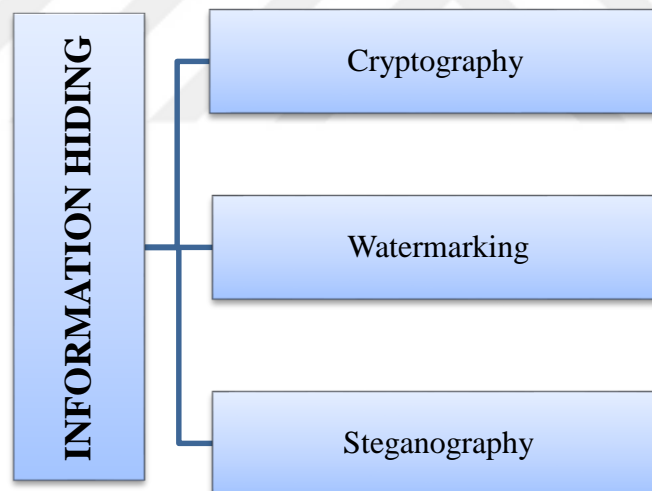 INFORMATION HIDING
Cryptography
Watermarking
Steganography